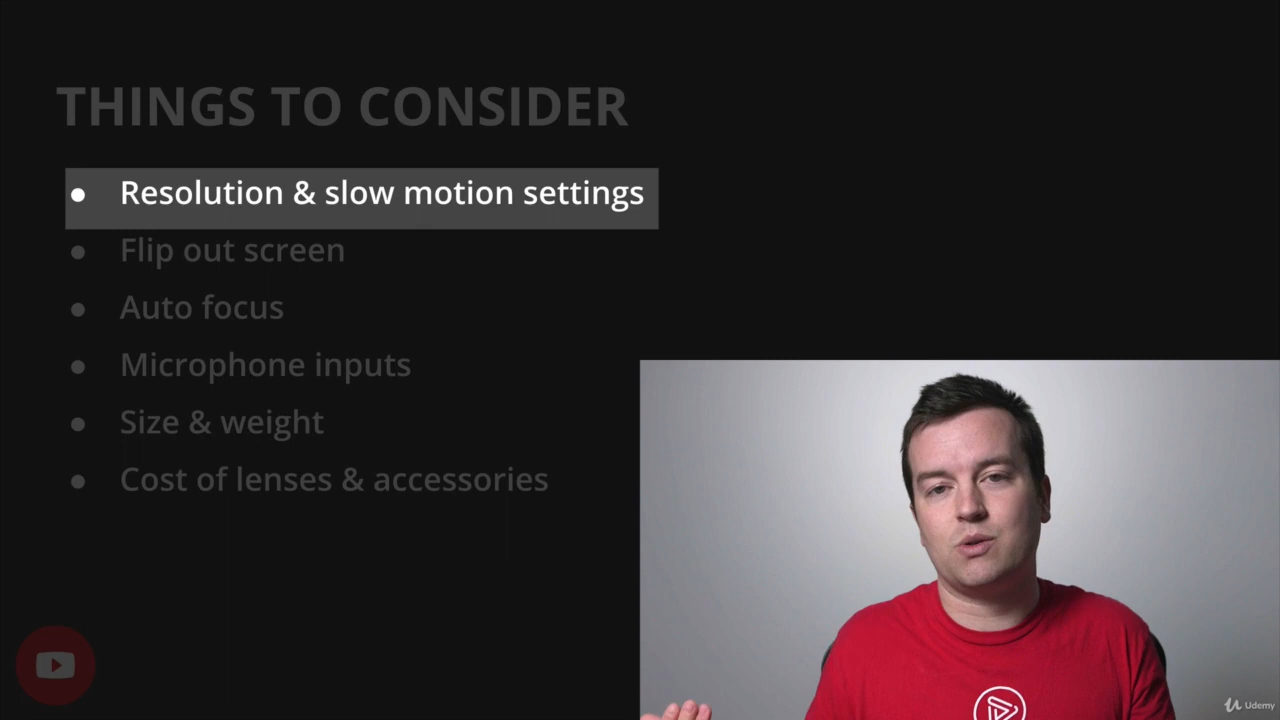 THINGS TO CONSIDER
● Resolution & slow motion settings
● Flip out screen
● Auto focus
● Microphone inputs
● Size & weight
● Cost of lenses & accessories
Udemy